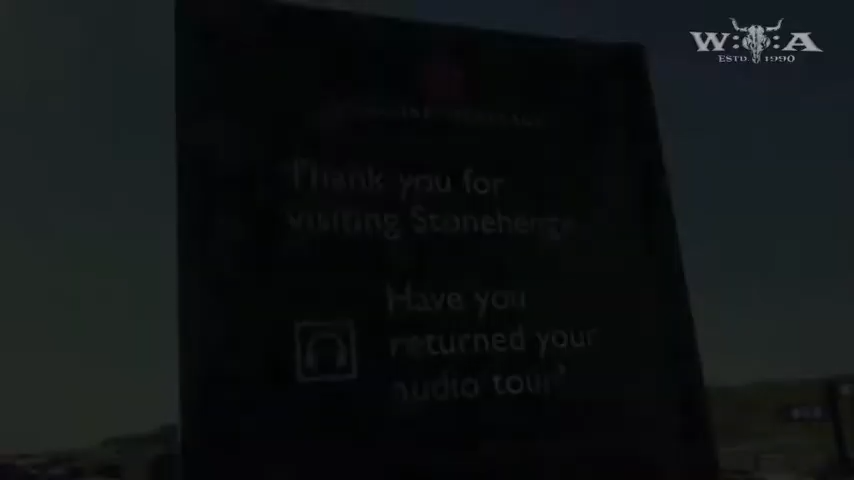 W:O:A
ESTD. 1990
Thank you for
visiting Stonehenge
Have you
returned your
audio tour?